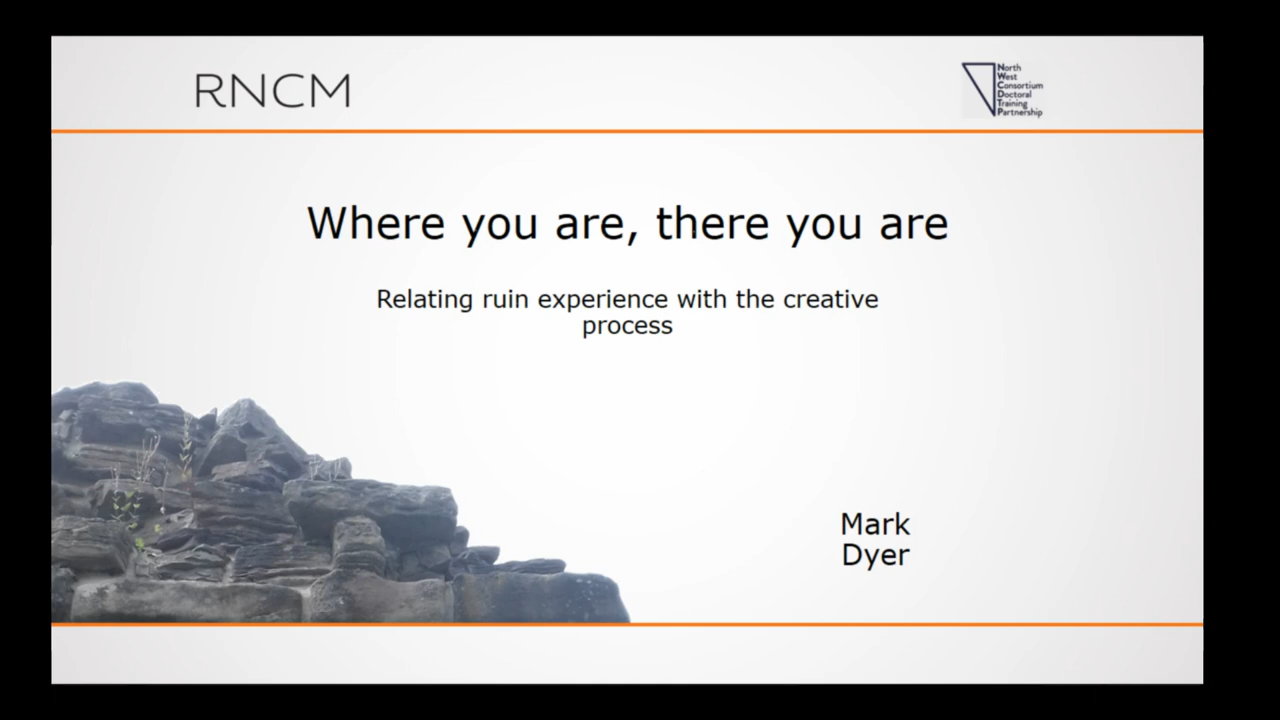 RNCM
North
West
Consortium
Doctoral
Training
Partnership
Where you are, there you are
Relating ruin experience with the creative
process
Mark
Dyer